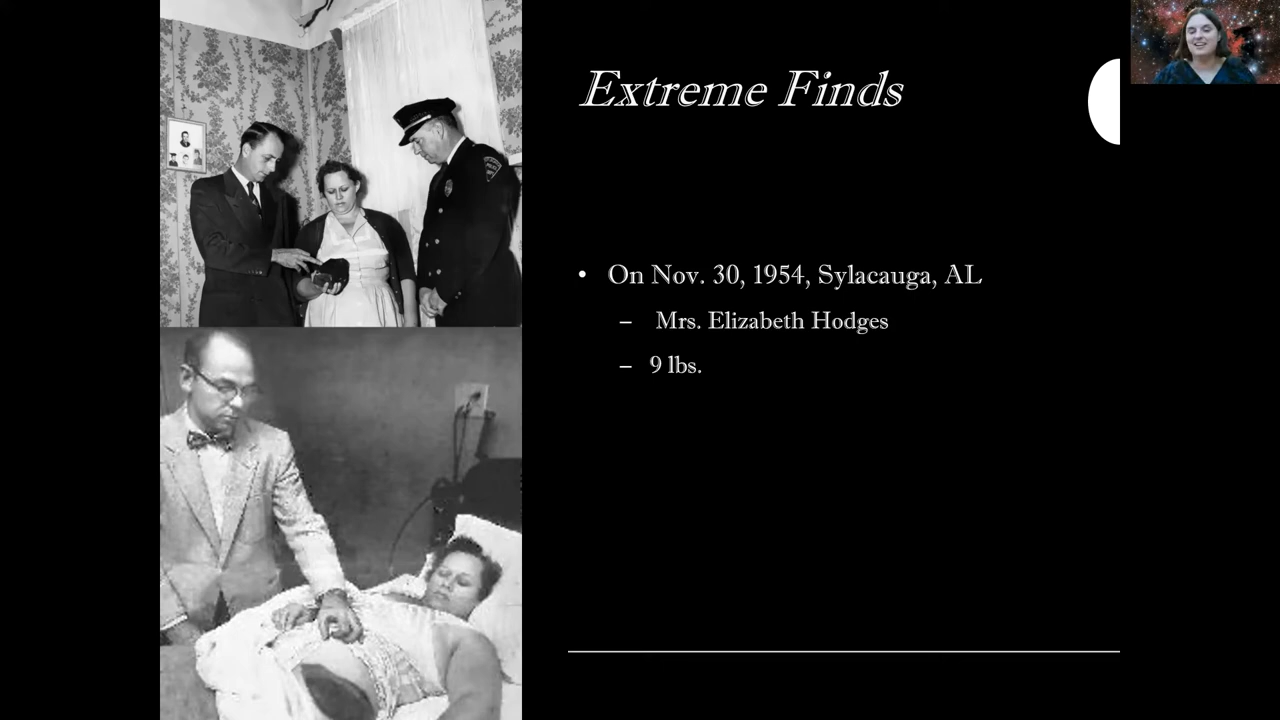 Extreme Finds
• On Nov. 30, 1954, Sylacauga, AL
– Mrs. Elizabeth Hodges
– 9 lbs.